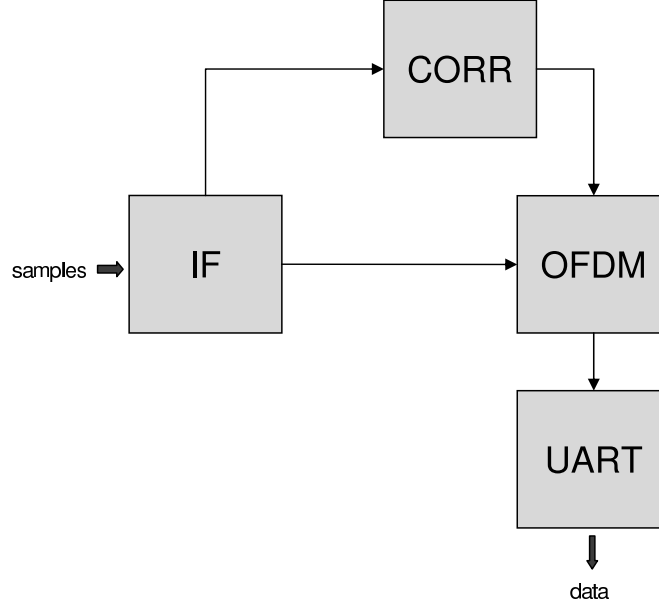 CORR
samples
IF
OFDM
UART
data